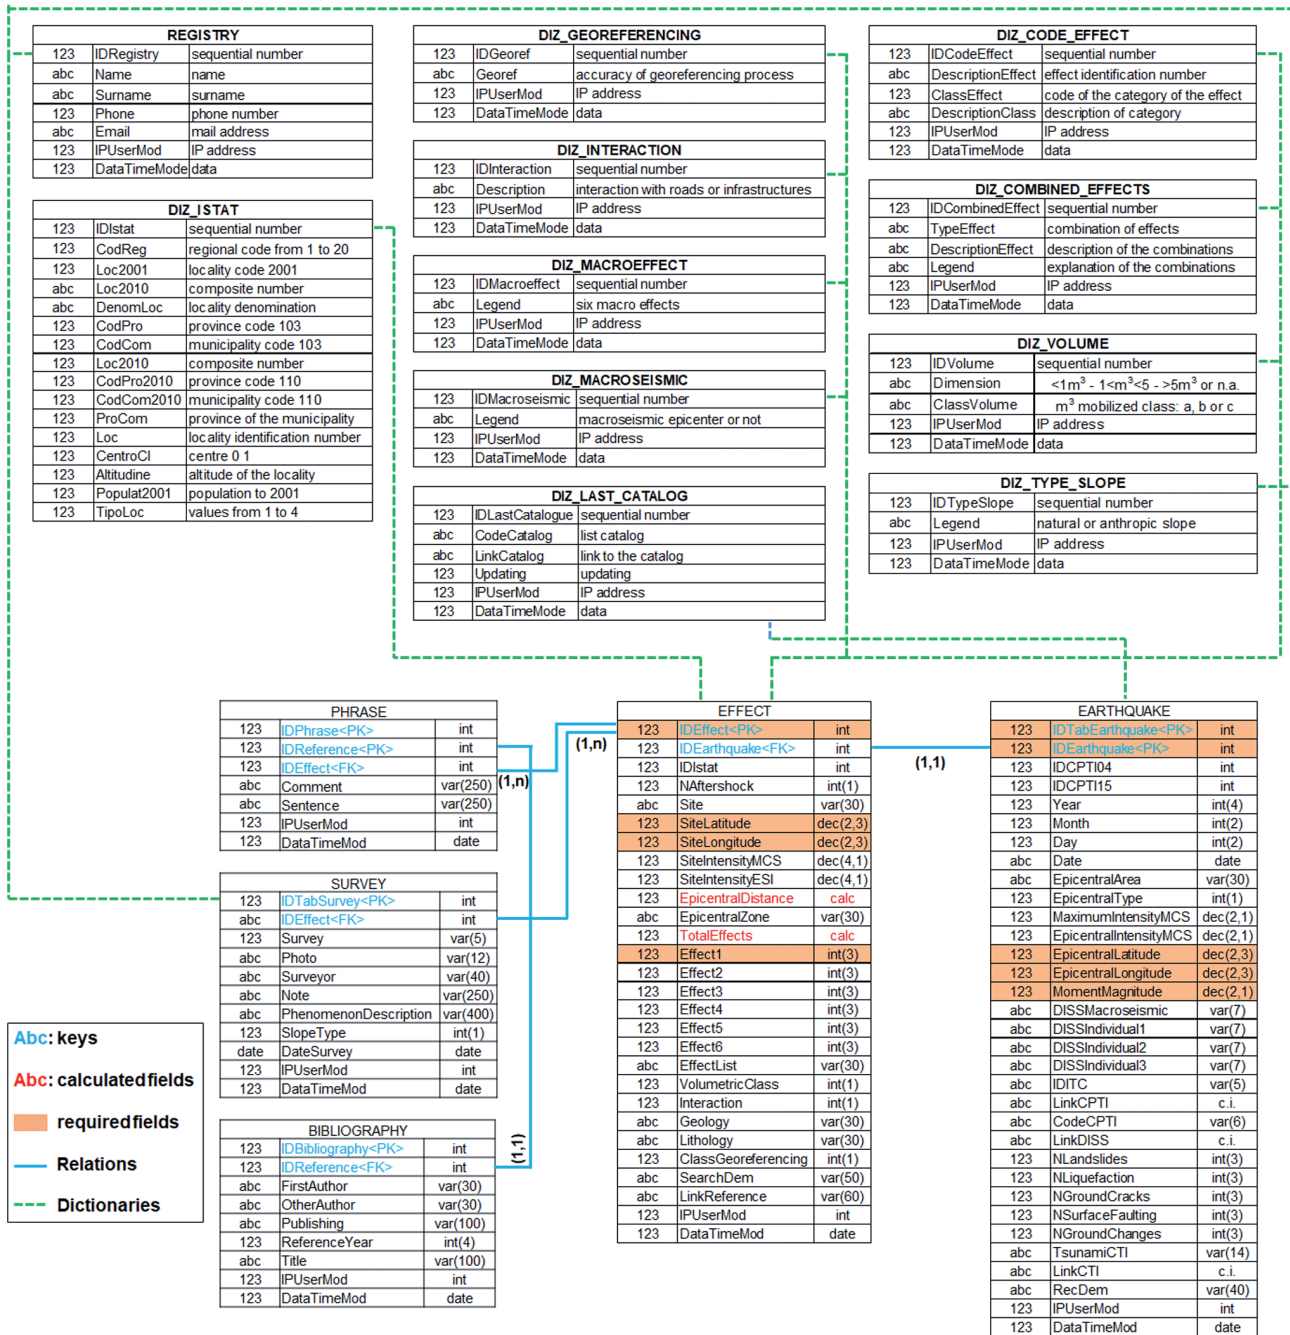 REGISTRY
123 IDRegistry sequential number
abc Name name
abc Surname surname
123 Phone phone number
abc Email mail address
123 IPUserMod IP address
123 DataTimeMode data
DIZ_ISTAT
123 IDIstat sequential number
123 CodReg regional code from 1 to 20
123 Loc2001 locality code 2001
abc Loc2010 composite number
abc DenomLoc locality denomination
123 CodPro province code 103
123 CodCom municipality code 103
123 Loc2010 composite number
123 CodPro2010 province code 110
123 CodCom2010 municipality code 110
123 ProCom province of the municipality
123 Loc locality identification number
123 CentroCl centre 0 1
123 Altitudine altitude of the locality
123 Populat2001 population to 2001
123 TipoLoc values from 1 to 4
DIZ_GEOREFERENCING
123 IDGeoref sequential number
abc Georef accuracy of georeferencing process
123 IPUserMod IP address
123 DataTimeMode data
DIZ_INTERACTION
123 IDInteraction sequential number
abc Description interaction with roads or infrastructures
123 IPUserMod IP address
123 DataTimeMode data
DIZ_MACROEFFECT
123 IDMacroeffect sequential number
abc Legend six macro effects
123 IPUserMod IP address
123 DataTimeMode data
DIZ_MACROSEISMIC
123 IDMacroseismic sequential number
abc Legend macroseismic epicenter or not
123 IPUserMod IP address
123 DataTimeMode data
DIZ_LAST_CATALOG
123 IDLastCatalogue sequential number
abc CodeCatalog list catalog
abc LinkCatalog link to the catalog
123 Updating updating
123 IPUserMod IP address
123 DataTimeMode data
DIZ_CODE_EFFECT
123 IDCodeEffect sequential number
abc DescriptionEffect effect identification number
123 ClassEffect code of the category of the effect
abc DescriptionClass description of category
123 IPUserMod IP address
123 DataTimeMode data
DIZ_COMBINED_EFFECTS
123 IDCombinedEffect sequential number
abc TypeEffect combination of effects
abc DescriptionEffect description of the combinations
abc Legend explanation of the combinations
123 IPUserMod IP address
123 DataTimeMode data
DIZ_VOLUME
123 IDVolume sequential number
abc Dimension <1m³ - 1<m³<5 - >5m³ or n.a.
abc ClassVolume m³ mobilized class: a, b or c
123 IPUserMod IP address
123 DataTimeMode data
DIZ_TYPE_SLOPE
123 IDTypeSlope sequential number
abc Legend natural or anthropic slope
123 IPUserMod IP address
123 DataTimeMode data
PHRASE
123 IDPhrase<PK> int
123 IDReference<PK> int
123 IDEffect<FK> int
abc Comment var(250)
abc Sentence var(250)
123 IPUserMod int
123 DataTimeMod date
(1,n)
(1,n)
SURVEY
123 IDTabSurvey<PK> int
abc IDEffect<FK> int
123 Survey var(5)
abc Photo var(12)
abc Surveyor var(40)
abc Note var(250)
abc PhenomenonDescription var(400)
123 SlopeType int(1)
date DateSurvey date
123 IPUserMod int
123 DataTimeMod date
BIBLIOGRAPHY
123 IDBibliography<PK> int
123 IDReference<FK> int
abc FirstAuthor var(30)
abc OtherAuthor var(30)
abc Publishing var(100)
123 ReferenceYear int(4)
abc Title var(100)
123 IPUserMod int
123 DataTimeMod date
(1,1)
EFFECT
123 IDEffect<PK> int
123 IDEarthquake<FK> int
123 IDIstat int
123 NAftershock int(1)
abc Site var(30)
123 SiteLatitude dec(2,3)
123 SiteLongitude dec(2,3)
123 SiteIntensityMCS dec(4,1)
123 SiteIntensityESI dec(4,1)
123 EpicentralDistance calc
abc EpicentralZone var(30)
123 TotalEffects calc
123 Effect1 int(3)
123 Effect2 int(3)
123 Effect3 int(3)
123 Effect4 int(3)
123 Effect5 int(3)
123 Effect6 int(3)
abc EffectList var(30)
123 VolumetricClass int(1)
123 Interaction int(1)
abc Geology var(30)
abc Lithology var(30)
123 ClassGeoreferencing int(1)
abc SearchDem var(50)
abc LinkReference var(60)
123 IPUserMod int
123 DataTimeMod date
(1,1)
EARTHQUAKE
123 IDTabEarthquake<PK> int
123 IDEarthquake<PK> int
123 IDCPTI04 int
123 IDCPTI15 int
123 Year int(4)
123 Month int(2)
123 Day int(2)
abc Date date
abc EpicentralArea var(30)
123 EpicentralType int(1)
123 MaximumIntensityMCS dec(2,1)
123 EpicentralIntensityMCS dec(2,1)
123 EpicentralLatitude dec(2,3)
123 EpicentralLongitude dec(2,3)
123 MomentMagnitude dec(2,1)
abc DISSMacroseismic var(7)
abc DISSIndividual1 var(7)
abc DISSIndividual2 var(7)
abc DISSIndividual3 var(7)
abc IDITC var(5)
abc LinkCPTI c.i.
abc CodeCPTI var(6)
abc LinkDISS c.i.
123 NLandslides int(3)
123 NLiquefaction int(3)
123 NGroundCracks int(3)
123 NSurfaceFaulting int(3)
123 NGroundChanges int(3)
abc TsunamiCTI var(14)
abc LinkCTI c.i.
abc RecDem var(40)
123 IPUserMod int
123 DataTimeMod date
Abc: keys
Abc: calculated fields
required fields
Relations
Dictionaries